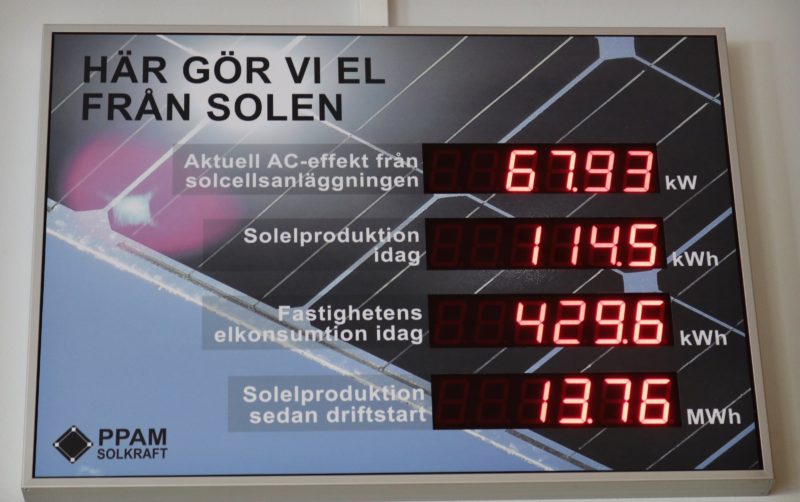 HÄR GÖR VI EL
FRÅN SOLEN
Aktuell AC-effekt från
solcellsanläggningen
67.93 kW
Solelproduktion
idag
114.5 kWh
Fastighetens
elkonsumtion idag
429.6 kWh
Solelproduktion
sedan driftstart
13.76 MWh
PPAM
SOLKRAFT